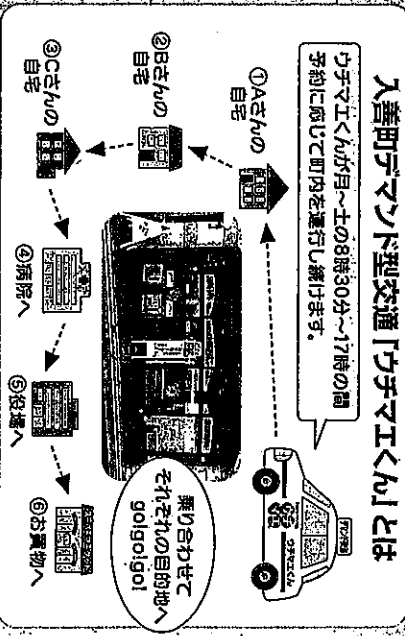 入善町デマンド型交通「ウチマエくん」とは
ウチマエくんが月～土の8時30分～17時の間
予約に応じて町内を運行し続けます。
①Aさんの
自宅
②Bさんの
自宅
③Cさんの
自宅
④病院へ
⑤役場へ
⑥お買物へ
ウチマエくん
乗り合わせて
それぞれの目的地へ
go!go!go!